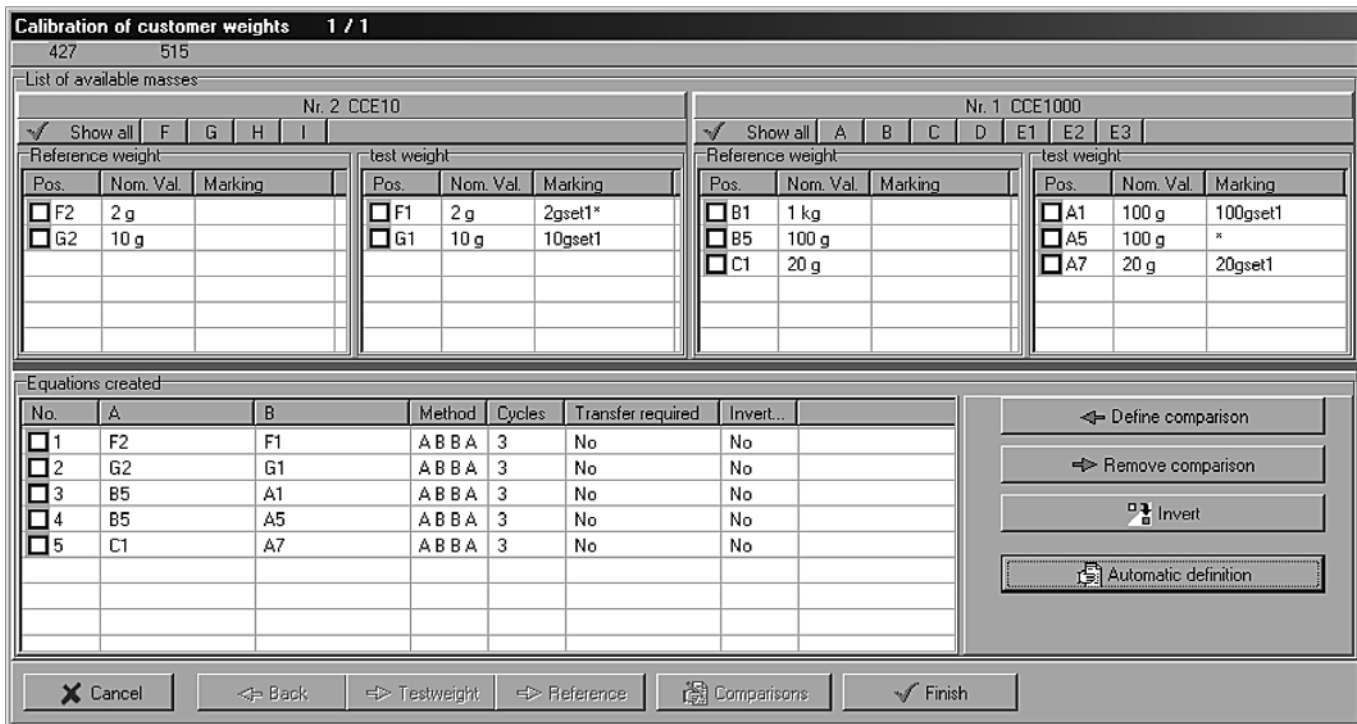 Calibration of customer weights 1 / 1
427 515
List of available masses
Nr. 2 CCE10 Nr. 1 CCE1000
Show all F G H I Show all A B C D E1 E2 E3
Reference weight test weight Reference weight test weight
Pos. Nom. Val. Marking Pos. Nom. Val. Marking Pos. Nom. Val. Marking Pos. Nom. Val. Marking
F2 2 g F1 2 g 2gset1* B1 1 kg A1 100 g 100gset1
G2 10 g G1 10 g 10gset1 B5 100 g A5 100 g *
C1 20 g A7 20 g 20gset1
Equations created
No. A B Method Cycles Transfer required Invert...
1 F2 F1 A B B A 3 No No
2 G2 G1 A B B A 3 No No
3 B5 A1 A B B A 3 No No
4 B5 A5 A B B A 3 No No
5 C1 A7 A B B A 3 No No
Define comparison
Remove comparison
Invert
Automatic definition
Cancel Back Testweight Reference Comparisons Finish